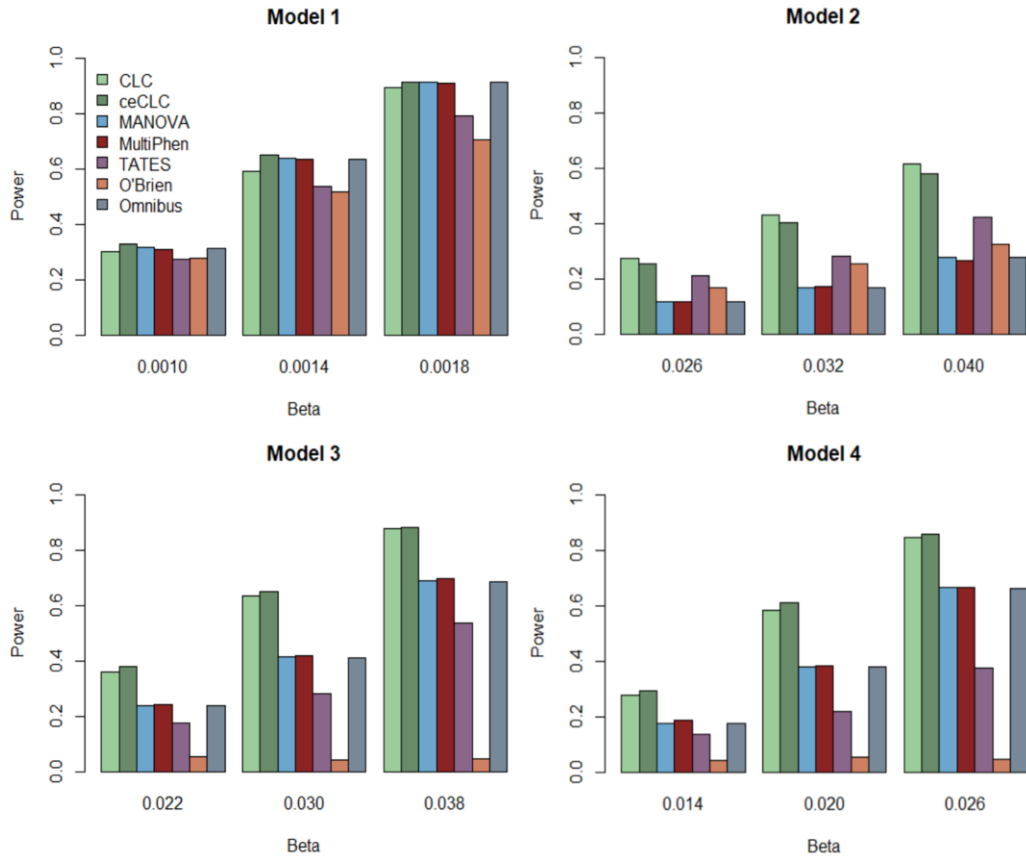 Model 1
Power
0.0 0.2 0.4 0.6 0.8 1.0
CLC
ceCLC
MANOVA
MultiPhen
TATES
O'Brien
Omnibus
0.0010 0.0014 0.0018
Beta
Model 2
Power
0.0 0.2 0.4 0.6 0.8 1.0
0.026 0.032 0.040
Beta
Model 3
Power
0.0 0.2 0.4 0.6 0.8 1.0
0.022 0.030 0.038
Beta
Model 4
Power
0.0 0.2 0.4 0.6 0.8 1.0
0.014 0.020 0.026
Beta